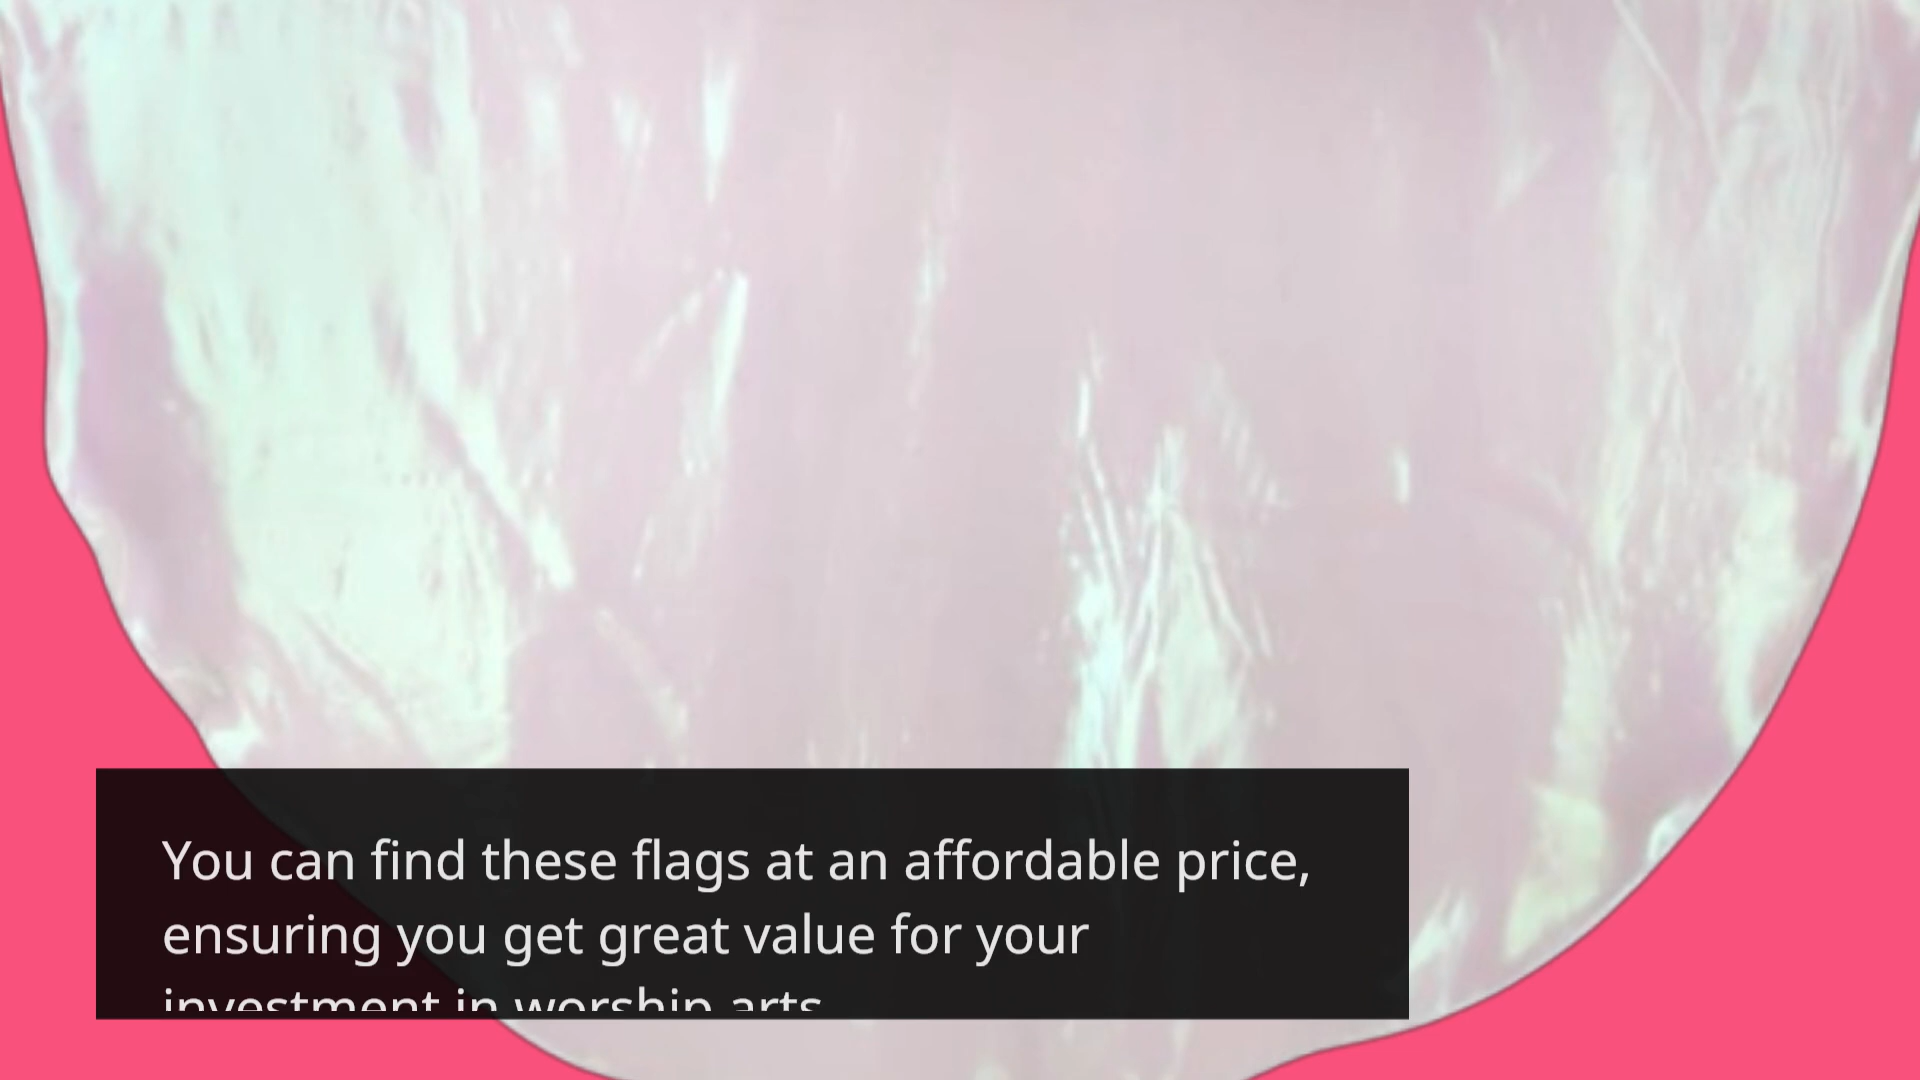 You can find these flags at an affordable price,
ensuring you get great value for your
investment in worship arts